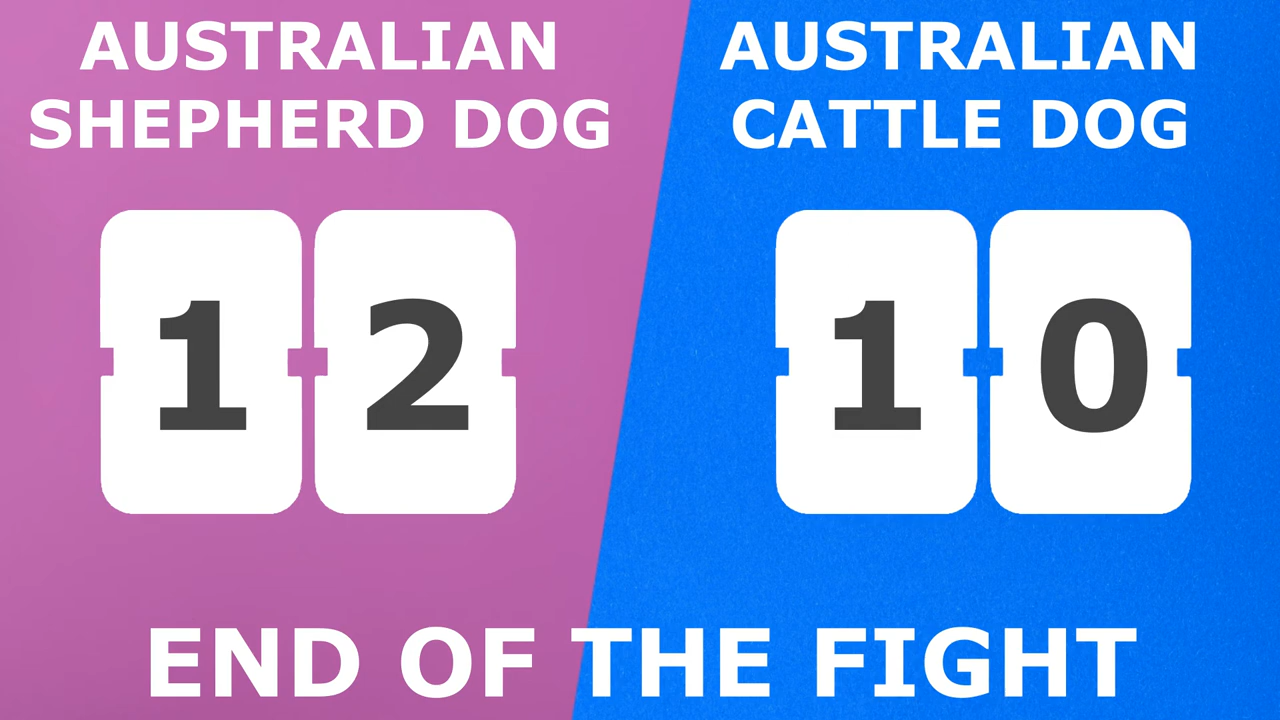 AUSTRALIAN
SHEPHERD DOG
AUSTRALIAN
CATTLE DOG
12
10
END OF THE FIGHT